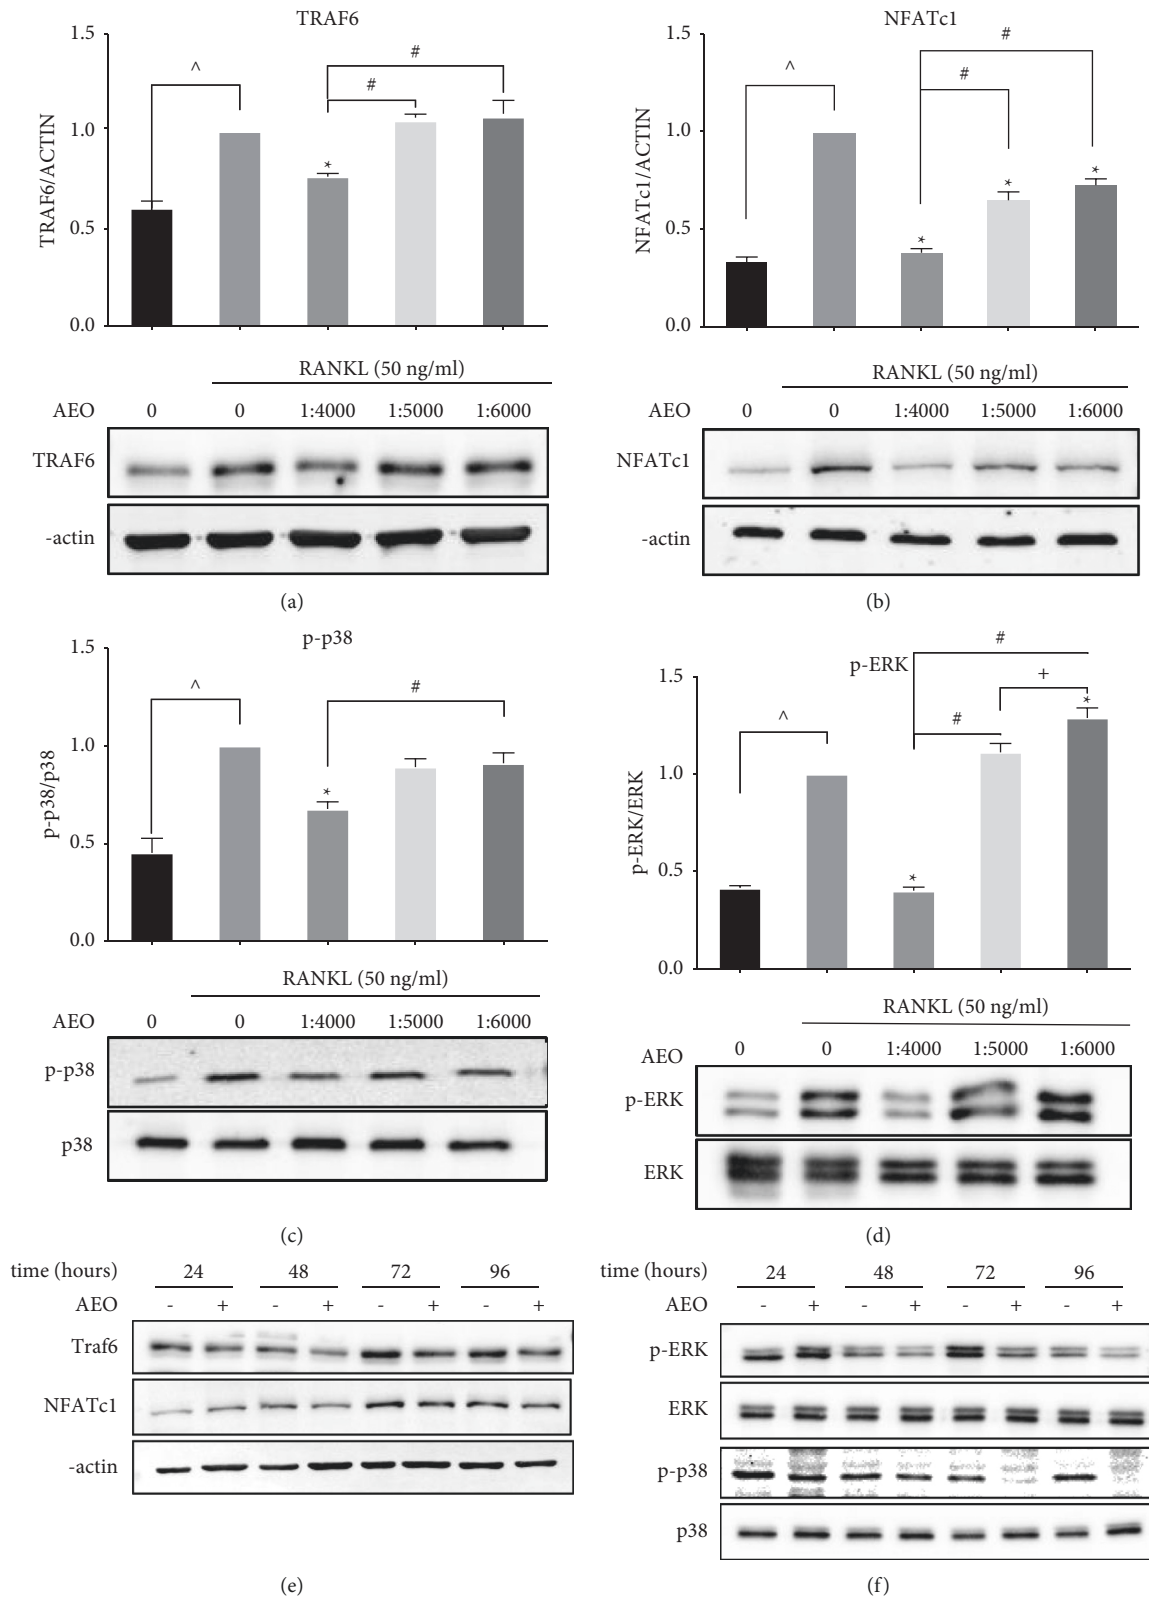 TRAF6
TRAF6/ACTIN
1.5
1.0
0.5
0.0
^
#
#
*
RANKL (50 ng/ml)
AEO 0 0 1:4000 1:5000 1:6000
TRAF6
-actin
(a)
NFATc1
NFATc1/ACTIN
1.5
1.0
0.5
0.0
^
#
#
* * *
RANKL (50 ng/ml)
AEO 0 0 1:4000 1:5000 1:6000
NFATc1
-actin
(b)
p-p38
p-p38/p38
1.5
1.0
0.5
0.0
^ #
*
RANKL (50 ng/ml)
AEO 0 0 1:4000 1:5000 1:6000
p-p38
p38
(c)
p-ERK
p-ERK/ERK
1.5
1.0
0.5
0.0
#
+
^ #
* *
RANKL (50 ng/ml)
AEO 0 0 1:4000 1:5000 1:6000
p-ERK
ERK
(d)
time (hours) 24 48 72 96
AEO - + - + - + - +
Traf6
NFATc1
-actin
(e)
time (hours) 24 48 72 96
AEO - + - + - + - +
p-ERK
ERK
p-p38
p38
(f)